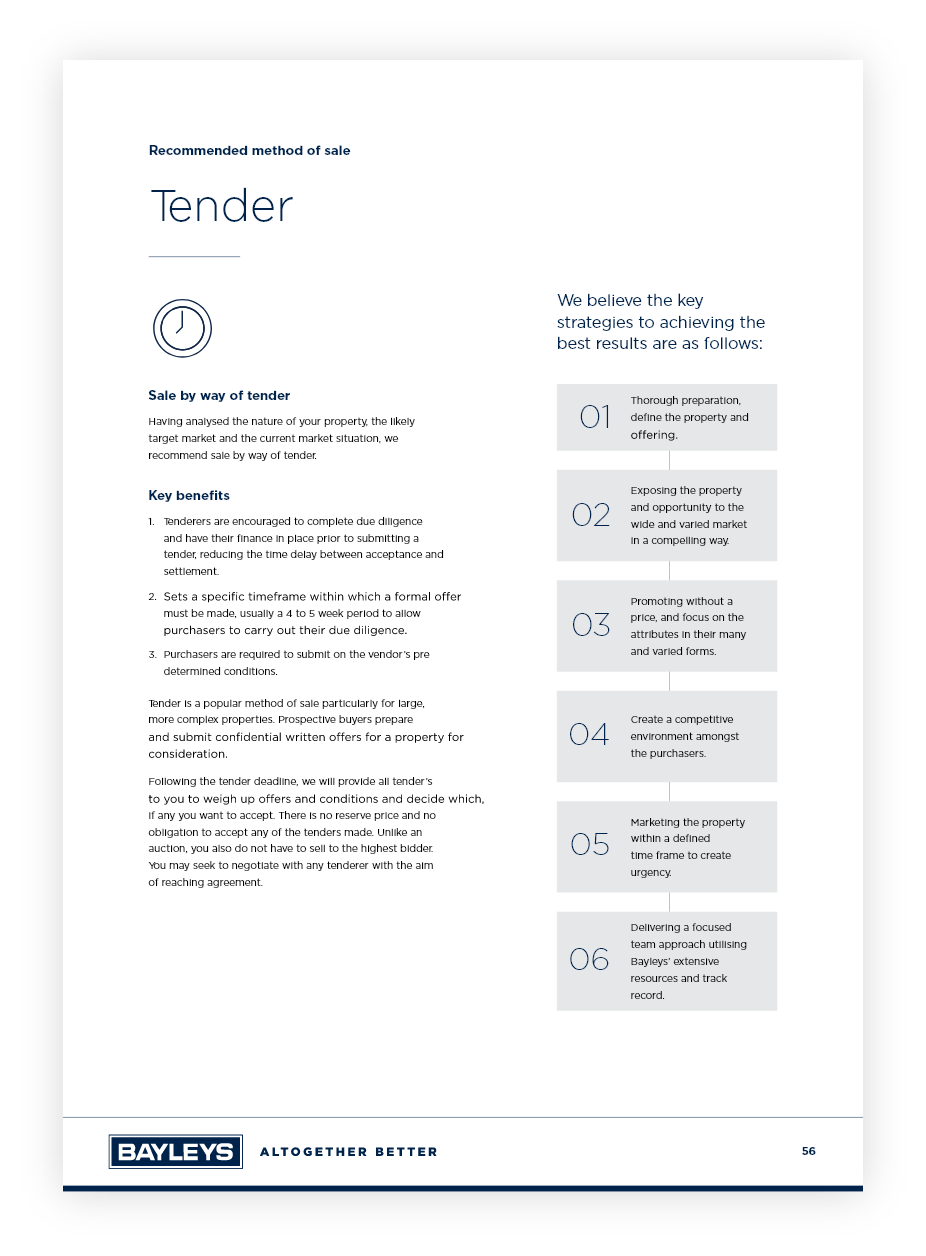 Recommended method of sale
Tender
Sale by way of tender
Having analysed the nature of your property, the likely
target market and the current market situation, we
recommend sale by way of tender.
Key benefits
1. Tenderers are encouraged to complete due diligence
and have their finance in place prior to submitting a
tender, reducing the time delay between acceptance and
settlement.
2. Sets a specific timeframe within which a formal offer
must be made, usually a 4 to 5 week period to allow
purchasers to carry out their due diligence.
3. Purchasers are required to submit on the vendor's pre
determined conditions.
Tender is a popular method of sale particularly for large,
more complex properties. Prospective buyers prepare
and submit confidential written offers for a property for
consideration.
Following the tender deadline, we will provide all tender's
to you to weigh up offers and conditions and decide which,
if any you want to accept. There is no reserve price and no
obligation to accept any of the tenders made. Unlike an
auction, you also do not have to sell to the highest bidder.
You may seek to negotiate with any tenderer with the aim
of reaching agreement.
We believe the key
strategies to achieving the
best results are as follows:
01
Thorough preparation,
define the property and
offering.
02
Exposing the property
and opportunity to the
wide and varied market
in a compelling way.
03
Promoting without a
price, and focus on the
attributes in their many
and varied forms.
04
Create a competitive
environment amongst
the purchasers.
05
Marketing the property
within a defined
time frame to create
urgency.
06
Delivering a focused
team approach utilising
Bayleys' extensive
resources and track
record.
BAYLEYS ALTOGETHER BETTER 56